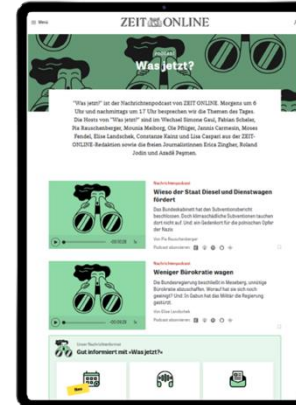 Menü
ZEIT ONLINE
PODCAST
Was jetzt?
"Was jetzt?" ist der Nachrichtenpodcast von ZEIT ONLINE. Morgens um 6
Uhr und nachmittags um 17 Uhr besprechen wir die Themen des Tages.
Die Hosts von "Was jetzt?" sind im Wechsel Simone Gaul, Fabian Scheler,
Pia Rauschenberger, Mounia Meiborg, Ole Pflüger, Jannis Carmesin, Moses
Fendel, Elise Landschek, Constanze Kainz und Lisa Caspari aus der ZEIT-
ONLINE-Redaktion sowie die freien Journalistinnen Erica Zingher, Roland
Jodin und Azadê Peşmen.
Nachrichtenpodcast
Wieso der Staat Diesel und Dienstwagen
fördert
Das Bundeskabinett hat den Subventionsbericht
beschlossen. Doch klimaschädliche Subventionen tauchen
dort nicht auf. Und: ein Gedenkort für die polnischen Opfer
der Nazis
Von Pia Rauschenberger
Podcast abonnieren
Nachrichtenpodcast
Weniger Bürokratie wagen
Die Bundesregierung beschließt in Meseberg, unnötige
Bürokratie abzuschaffen. Worauf hat sie sich noch
geeinigt? Und: In Gabun hat das Militär die Regierung
gestürzt.
Von Elise Landschek
Podcast abonnieren
Unser Nachrichtenformat
Gut informiert mit «Was jetzt?»
Neu